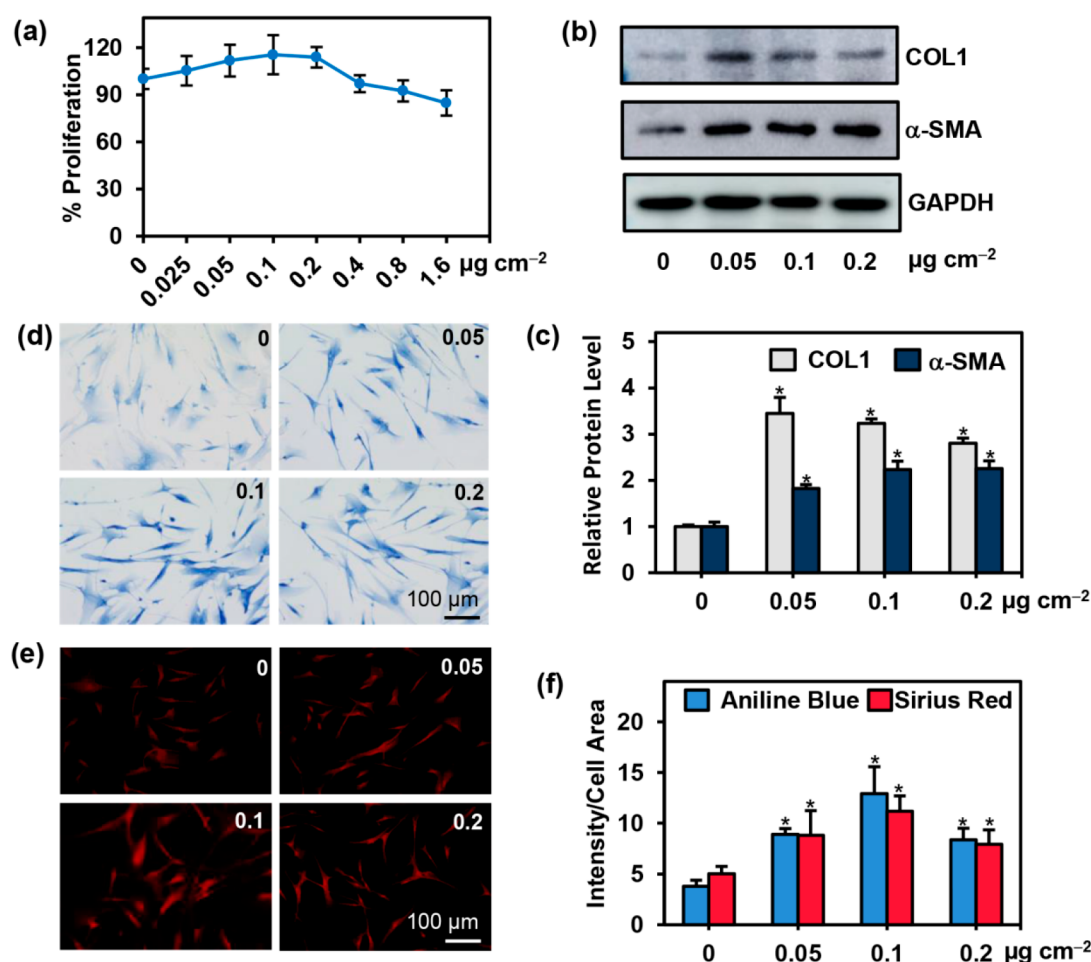 (a)
120
90
60
30
0
% Proliferation
0 0.025 0.05 0.1 0.2 0.4 0.8 1.6 µg cm⁻²
(b)
COL1
α-SMA
GAPDH
0 0.05 0.1 0.2 µg cm⁻²
(d)
0 0.05
0.1 0.2
100 µm
(c)
5
4
3
2
1
0
Relative Protein Level
COL1 α-SMA
* * * * * *
0 0.05 0.1 0.2 µg cm⁻²
(e)
0 0.05
0.1 0.2
100 µm
(f)
20
15
10
5
0
Intensity/Cell Area
Aniline Blue Sirius Red
* * * * * *
0 0.05 0.1 0.2 µg cm⁻²